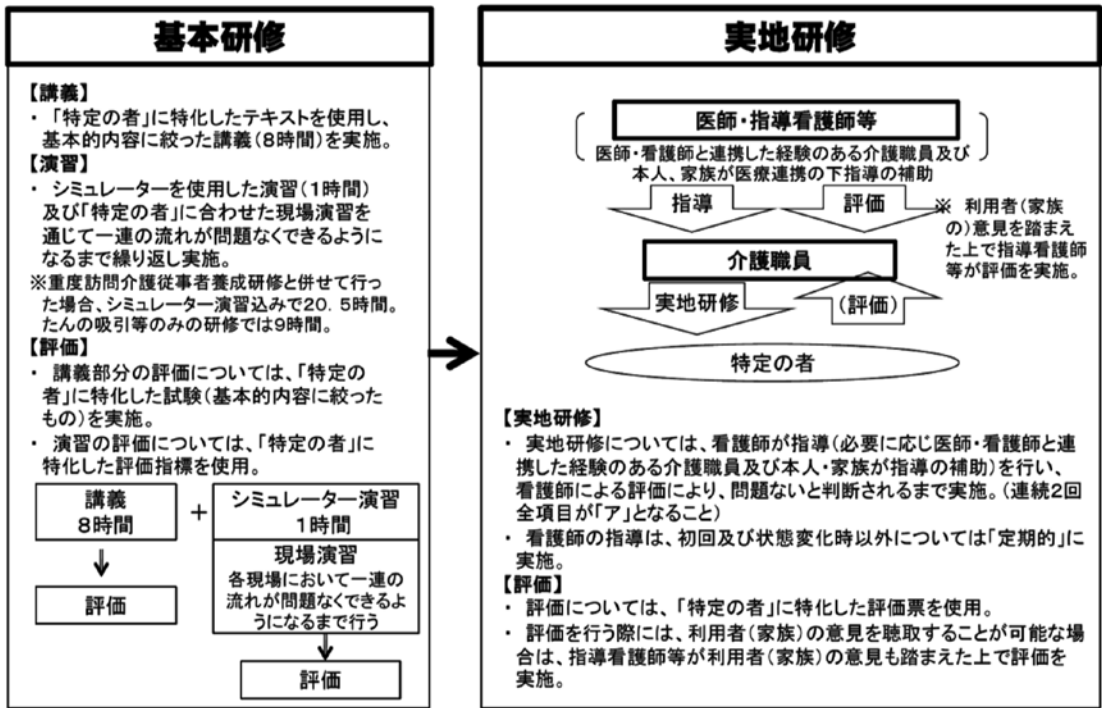 基本研修
【講義】
・ 「特定の者」に特化したテキストを使用し、
基本的内容に絞った講義(8時間)を実施。
【演習】
・ シミュレーターを使用した演習(1時間)
及び「特定の者」に合わせた現場演習を
通じて一連の流れが問題なくできるように
なるまで繰り返し実施。
※重度訪問介護従事者養成研修と併せて行っ
た場合、シミュレーター演習込みで20．5時間。
たんの吸引等のみの研修では9時間。
【評価】
・ 講義部分の評価については、「特定の
者」に特化した試験(基本的内容に絞った
もの)を実施。
・ 演習の評価については、「特定の者」に
特化した評価指標を使用。
講義
8時間
評価
+
シミュレーター演習
1時間
現場演習
各現場において一連の
流れが問題なくできるよ
うになるまで行う
評価
実地研修
医師・指導看護師等
医師・看護師と連携した経験のある介護職員及び
本人、家族が医療連携の下指導の補助
指導
評価
※ 利用者(家族
の)意見を踏まえ
た上で指導看護師
等が評価を実施。
介護職員
実地研修
(評価)
特定の者
【実地研修】
・ 実地研修については、看護師が指導(必要に応じ医師・看護師と連
携した経験のある介護職員及び本人・家族が指導の補助)を行い、
看護師による評価により、問題ないと判断されるまで実施。(連続2回
全項目が「ア」となること)
・ 看護師の指導は、初回及び状態変化時以外については「定期的」に
実施。
【評価】
・ 評価については、「特定の者」に特化した評価票を使用。
・ 評価を行う際には、利用者(家族)の意見を聴取することが可能な場
合は、指導看護師等が利用者(家族)の意見も踏まえた上で評価を
実施。